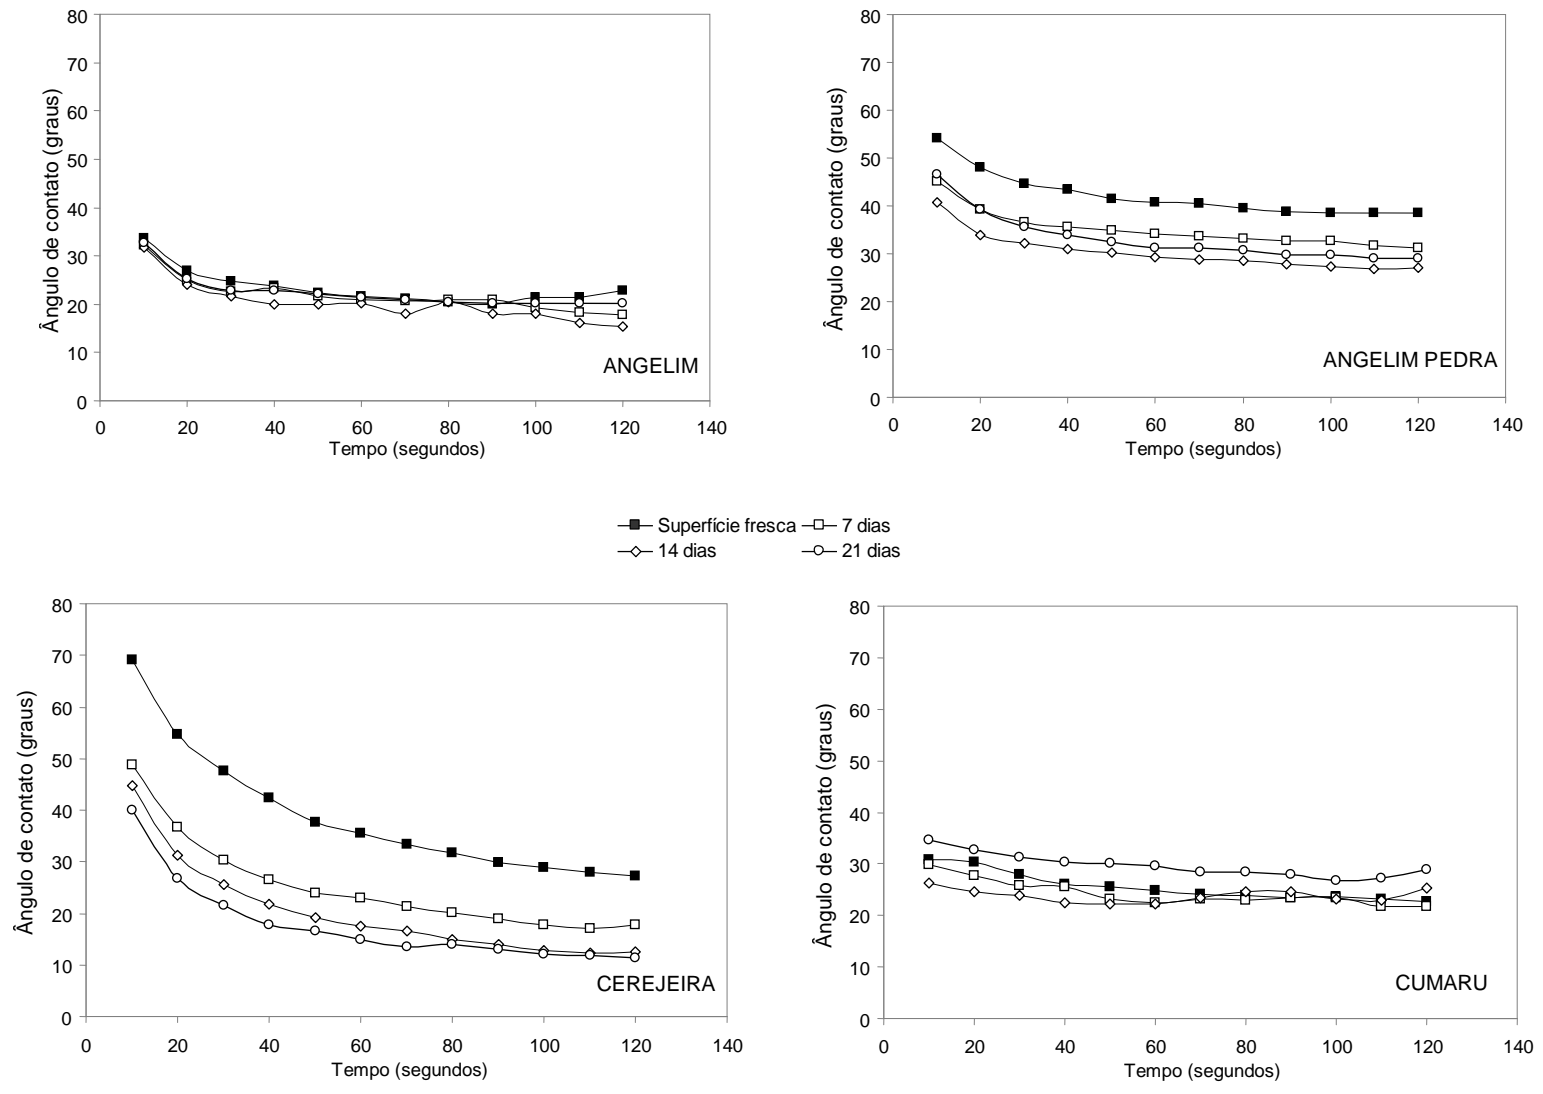 80
70
60
50
40
30
20
10
0
Ângulo de contato (graus)
0 20 40 60 80 100 120 140
Tempo (segundos)
ANGELIM
80
70
60
50
40
30
20
10
0
Ângulo de contato (graus)
0 20 40 60 80 100 120 140
Tempo (segundos)
ANGELIM PEDRA
Superfície fresca 7 dias
14 dias 21 dias
80
70
60
50
40
30
20
10
0
Ângulo de contato (graus)
0 20 40 60 80 100 120 140
Tempo (segundos)
CEREJEIRA
80
70
60
50
40
30
20
10
0
Ângulo de contato (graus)
0 20 40 60 80 100 120 140
Tempo (segundos)
CUMARU